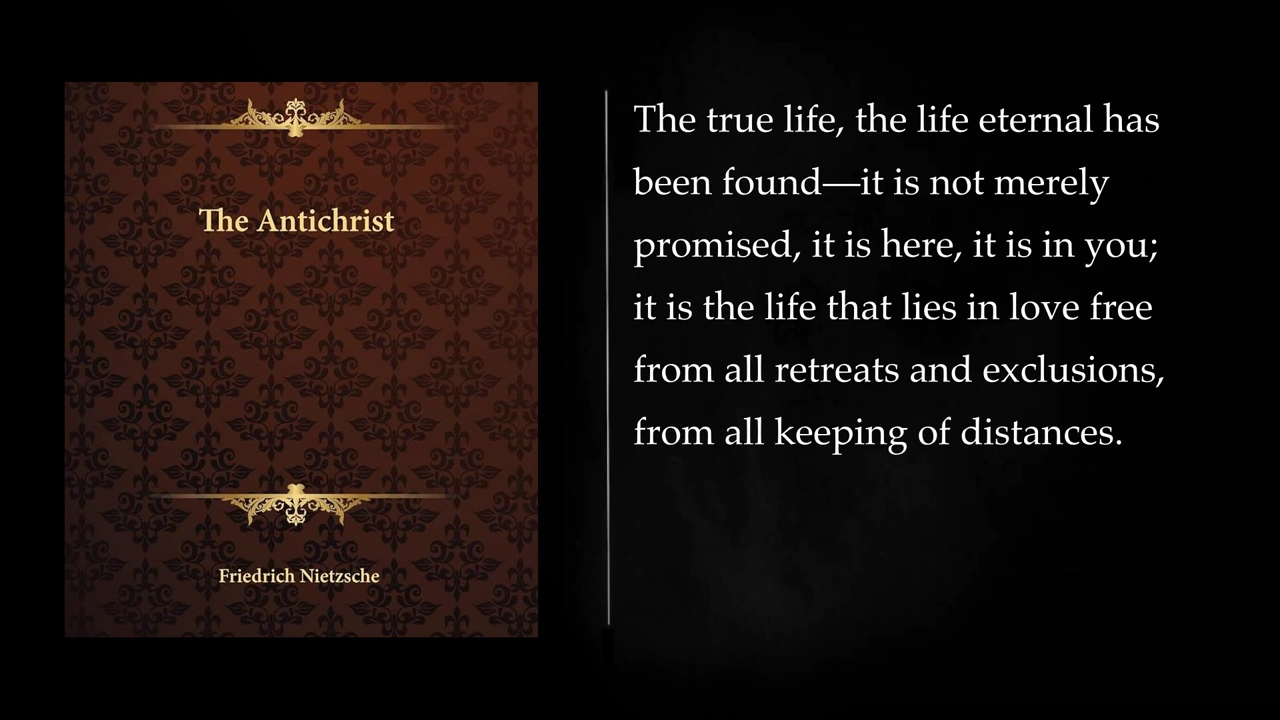 The Antichrist
Friedrich Nietzsche
The true life, the life eternal has
been found—it is not merely
promised, it is here, it is in you;
it is the life that lies in love free
from all retreats and exclusions,
from all keeping of distances.